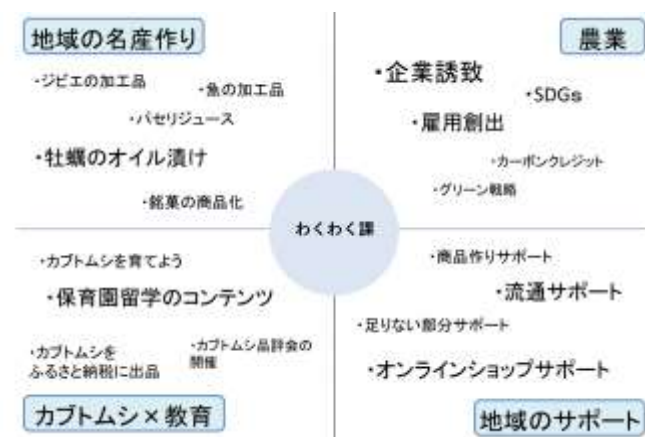 地域の名産作り
・ジビエの加工品
・魚の加工品
・パセリジュース
・牡蠣のオイル漬け
・銘菓の商品化
農業
・企業誘致
・SDGs
・雇用創出
・カーボンクレジット
・グリーン戦略
わくわく課
・カブトムシを育てよう
・保育園留学のコンテンツ
・カブトムシを
ふるさと納税に出品
・カブトムシ品評会の
開催
カブトムシ×教育
・商品作りサポート
・流通サポート
・足りない部分サポート
・オンラインショップサポート
地域のサポート